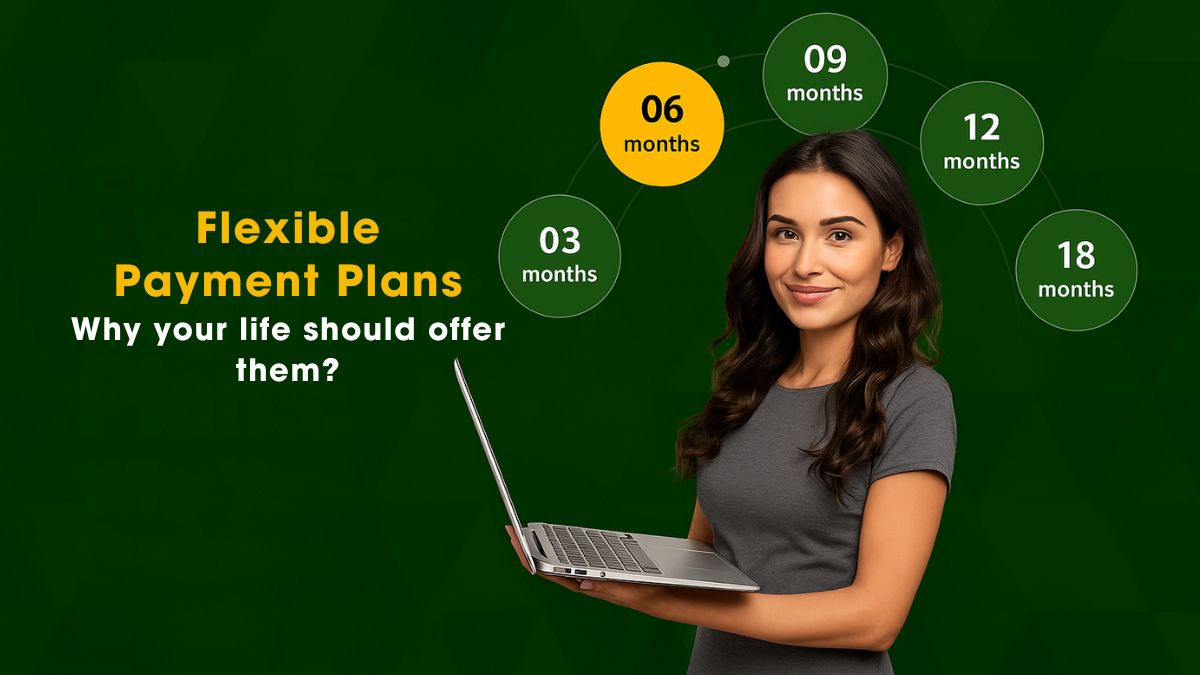 Flexible
Payment Plans
Why your life should offer
them?
03
months
06
months
09
months
12
months
18
months